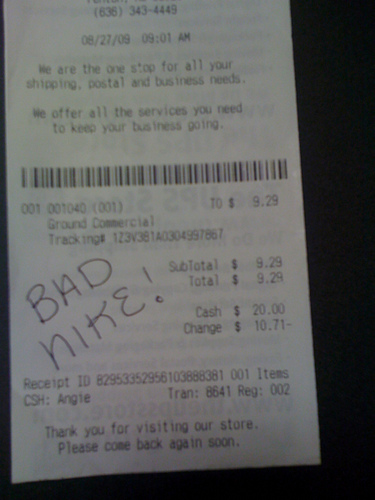 (636) 343-4449
08/27/09 09:01 AM
We are the one stop for all your
shipping, postal and business needs.
We offer all the services you need
to keep your business going.
001 001040 (001) TO $ 9.29
Ground Commercial
Tracking# 1Z3V381A0304997867
SubTotal $ 9.29
Total $ 9.29
BAD
NIKE!
Cash $ 20.00
Change $ 10.71-
Receipt ID 82953352956103888381 001 Items
CSH: Angie Tran: 8641 Reg: 002
Thank you for visiting our store.
Please come back again soon.